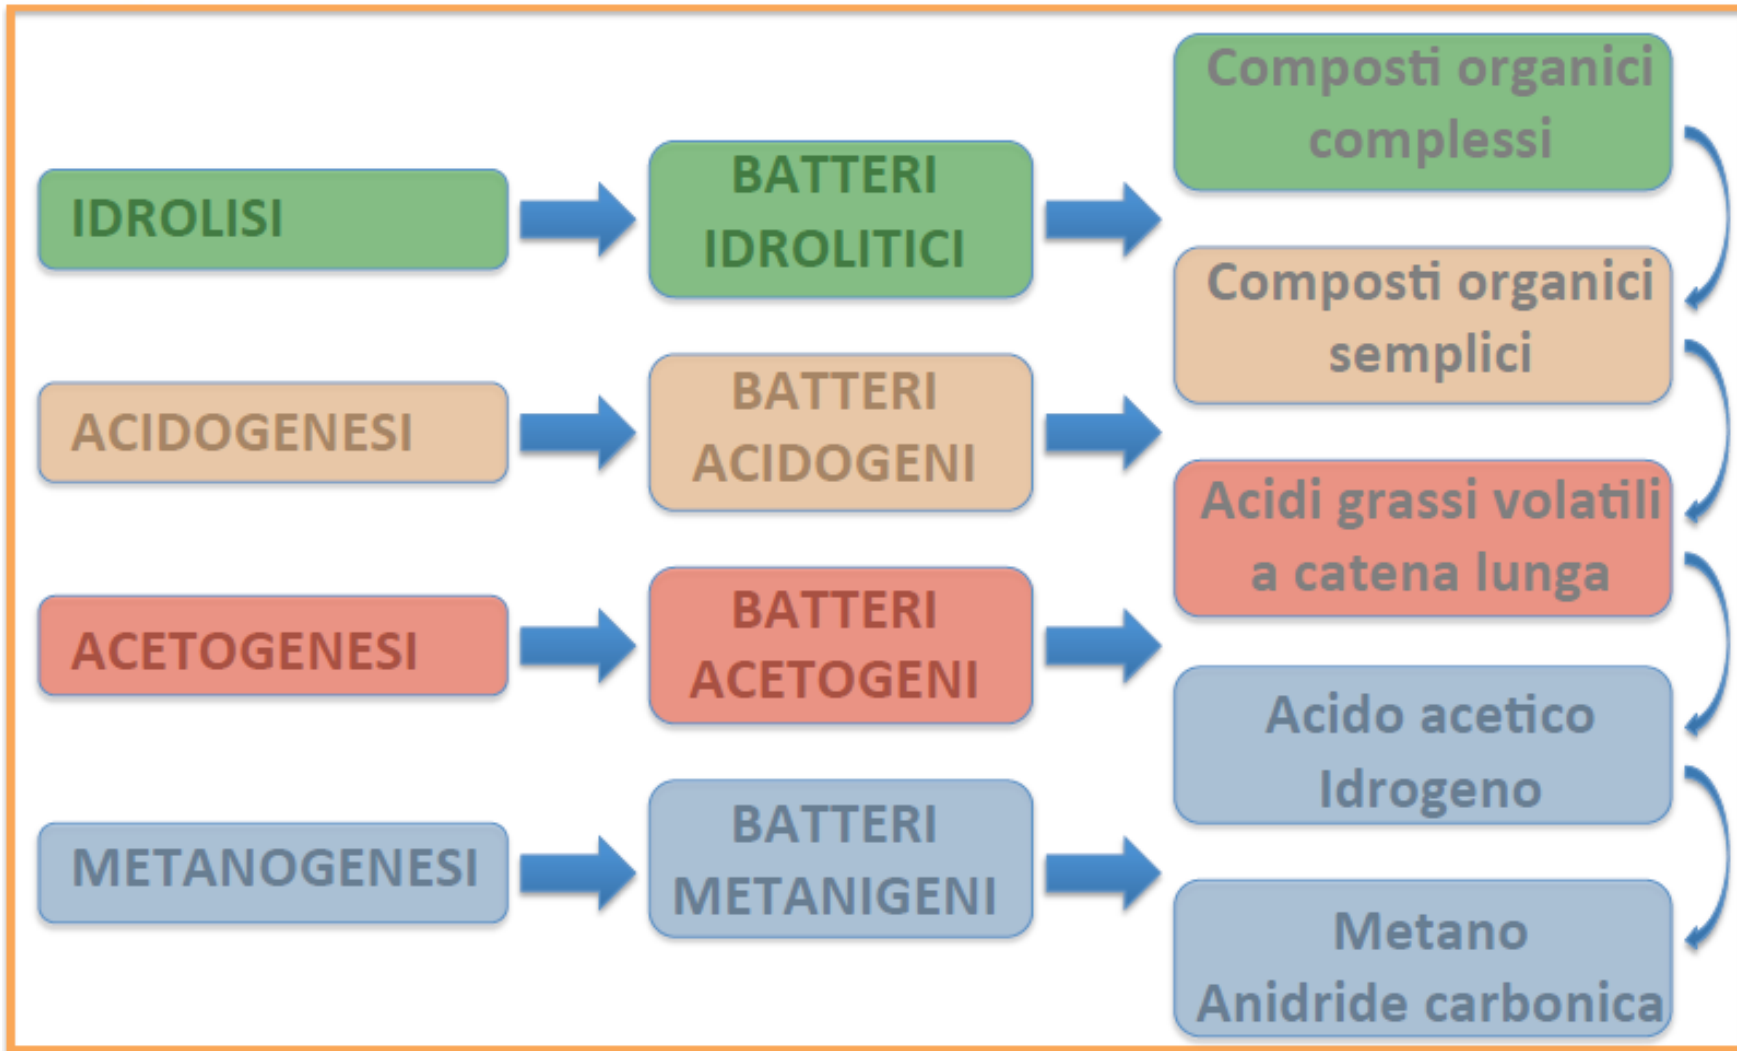 IDROLISI
BATTERI
IDROLITICI
Composti organici
complessi
ACIDOGENESI
BATTERI
ACIDOGENI
Composti organici
semplici
ACETOGENESI
BATTERI
ACETOGENI
Acidi grassi volatili
a catena lunga
METANOGENESI
BATTERI
METANIGENI
Acido acetico
Idrogeno
Metano
Anidride carbonica